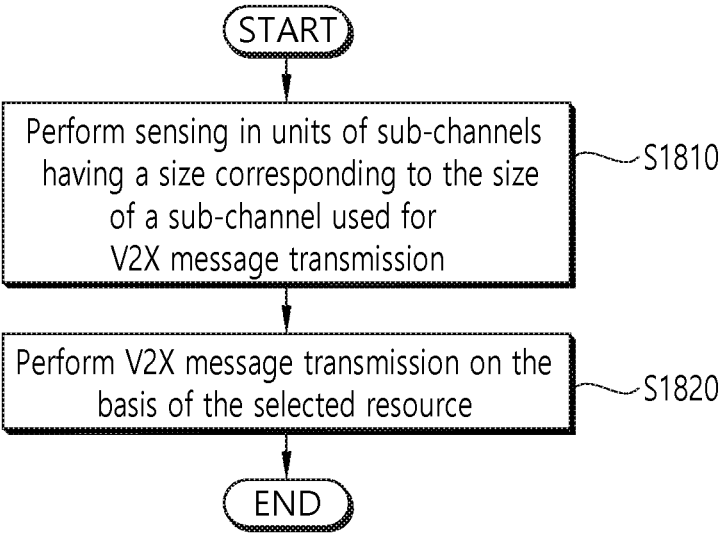 START
Perform sensing in units of sub-channels
having a size corresponding to the size
of a sub-channel used for
V2X message transmission
S1810
Perform V2X message transmission on the
basis of the selected resource
S1820
END